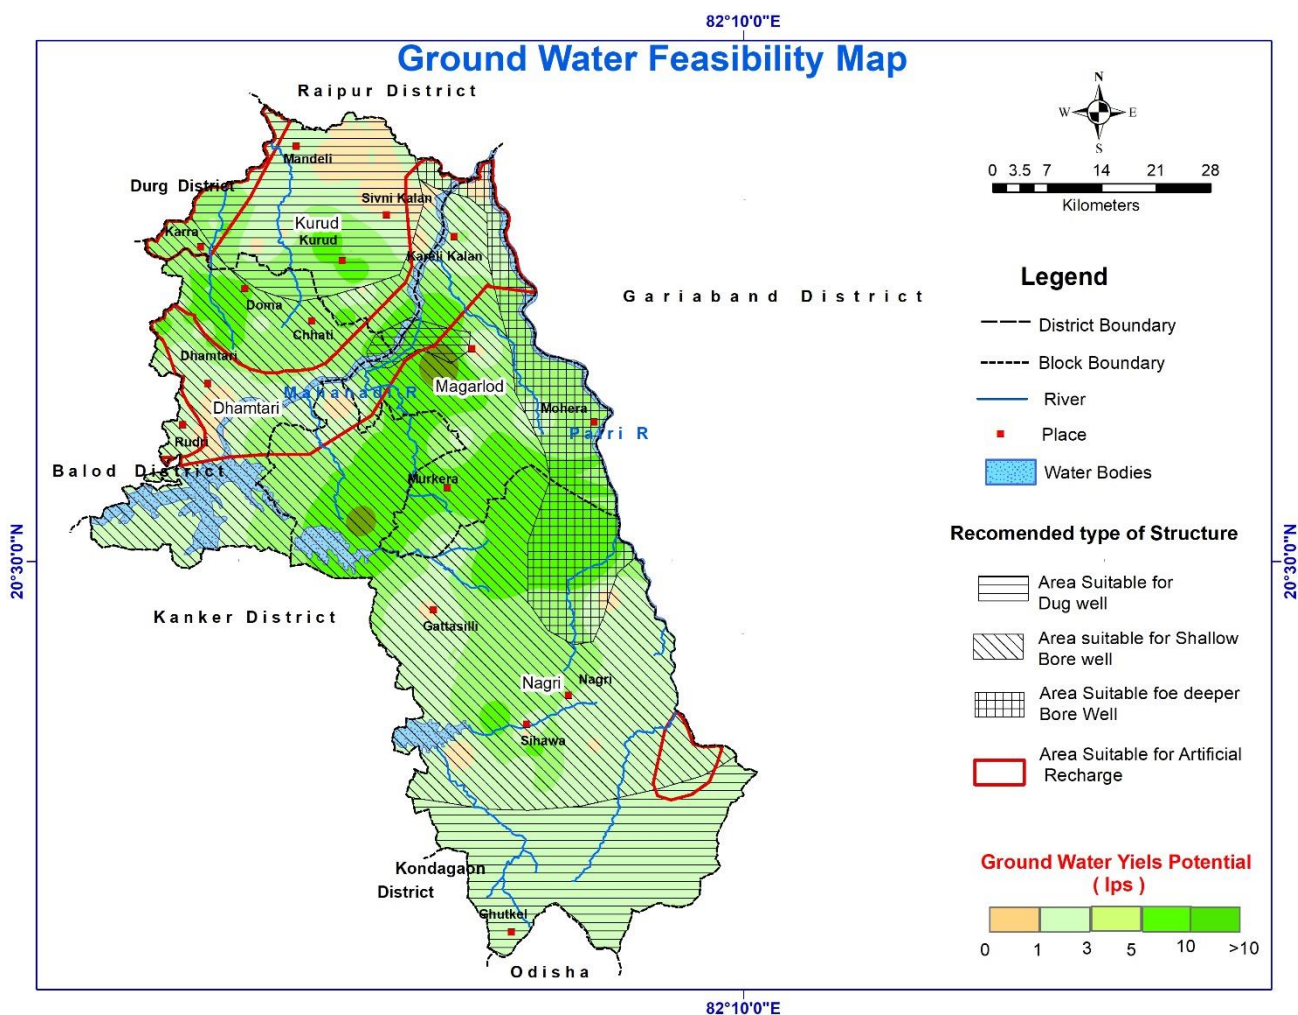 82°10'0"E
Ground Water Feasibility Map
Raipur District
N
W E
S
0 3.5 7 14 21 28
Kilometers
Mandeli
Durg District
Sivni Kalan
Kurud
Karra
Kurud
Kareli Kalan
Gariaband District
Doma
Chhati
Dhamtari
Magarlod
Mahanadi R
Dhamtari
Mohera
Rudri
Pairi R
Balod District
Murkera
20°30'0"N
20°30'0"N
Kanker District
Gattasilli
Nagri
Nagri
Sihawa
Kondagaon
District
Ghutkel
Odisha
Legend
District Boundary
Block Boundary
River
Place
Water Bodies
Recomended type of Structure
Area Suitable for
Dug well
Area suitable for Shallow
Bore well
Area Suitable foe deeper
Bore Well
Area Suitable for Artificial
Recharge
Ground Water Yiels Potential
( lps )
0 1 3 5 10 >10
82°10'0"E